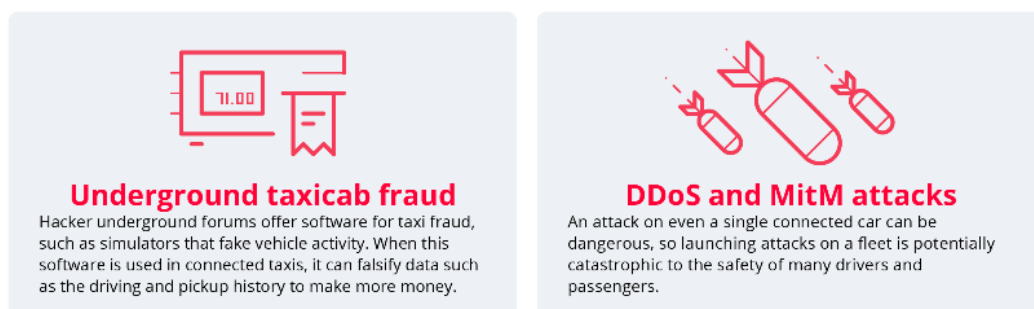 71.00
Underground taxicab fraud
Hacker underground forums offer software for taxi fraud,
such as simulators that fake vehicle activity. When this
software is used in connected taxis, it can falsify data such
as the driving and pickup history to make more money.
DDoS and MitM attacks
An attack on even a single connected car can be
dangerous, so launching attacks on a fleet is potentially
catastrophic to the safety of many drivers and
passengers.